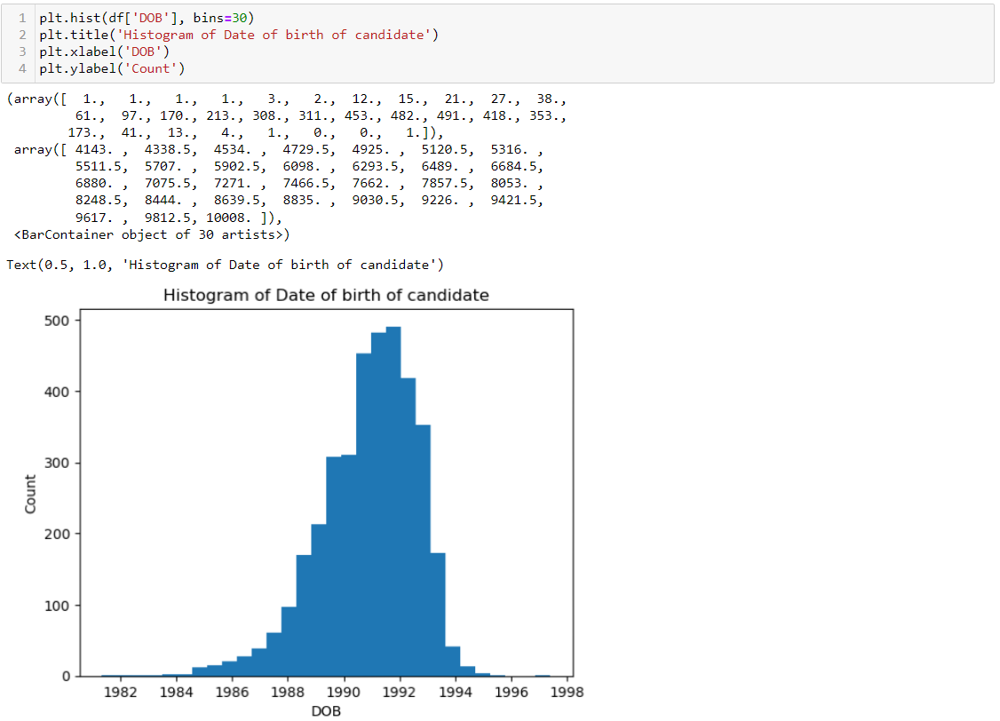 1 plt.hist(df['DOB'], bins=30)
2 plt.title('Histogram of Date of birth of candidate')
3 plt.xlabel('DOB')
4 plt.ylabel('Count')
(array([  1.,   1.,   1.,   1.,   3.,   2.,  12.,  15.,  21.,  27.,  38.,
61.,  97., 170., 213., 308., 311., 453., 482., 491., 418., 353.,
173.,  41.,  13.,   4.,   1.,   0.,   0.,   1.]),
array([ 4143. ,  4338.5,  4534. ,  4729.5,  4925. ,  5120.5,  5316. ,
5511.5,  5707. ,  5902.5,  6098. ,  6293.5,  6489. ,  6684.5,
6880. ,  7075.5,  7271. ,  7466.5,  7662. ,  7857.5,  8053. ,
8248.5,  8444. ,  8639.5,  8835. ,  9030.5,  9226. ,  9421.5,
9617. ,  9812.5, 10008. ]),
<BarContainer object of 30 artists>)
Text(0.5, 1.0, 'Histogram of Date of birth of candidate')
Histogram of Date of birth of candidate
500
400
300
200
100
0
Count
1982 1984 1986 1988 1990 1992 1994 1996 1998
DOB